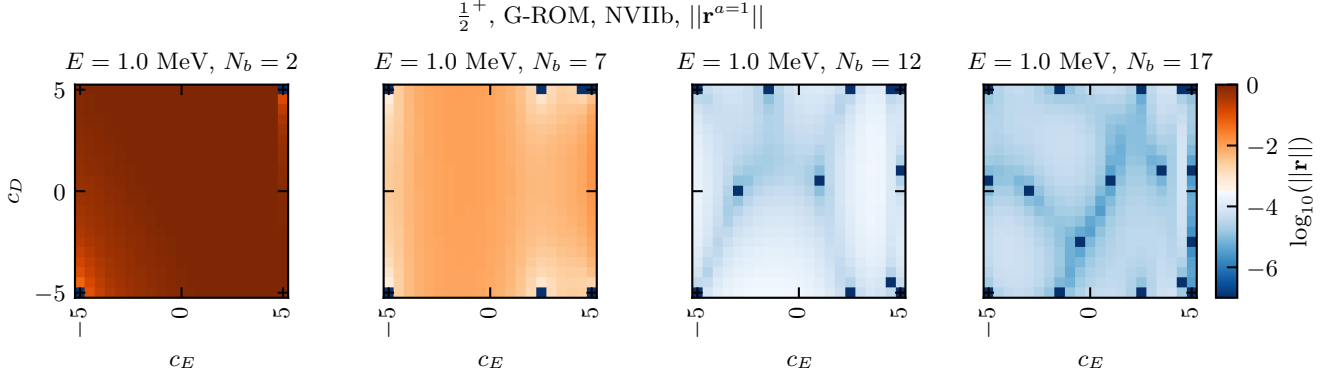 ½⁺, G-ROM, NVIIb, ||r^{a=1}||
E = 1.0 MeV, N_b = 2
E = 1.0 MeV, N_b = 7
E = 1.0 MeV, N_b = 12
E = 1.0 MeV, N_b = 17
c_D
5
0
−5
−5
0
5
−5
0
5
−5
0
5
−5
0
5
c_E
c_E
c_E
c_E
0
−2
−4
−6
log₁₀(||r||)